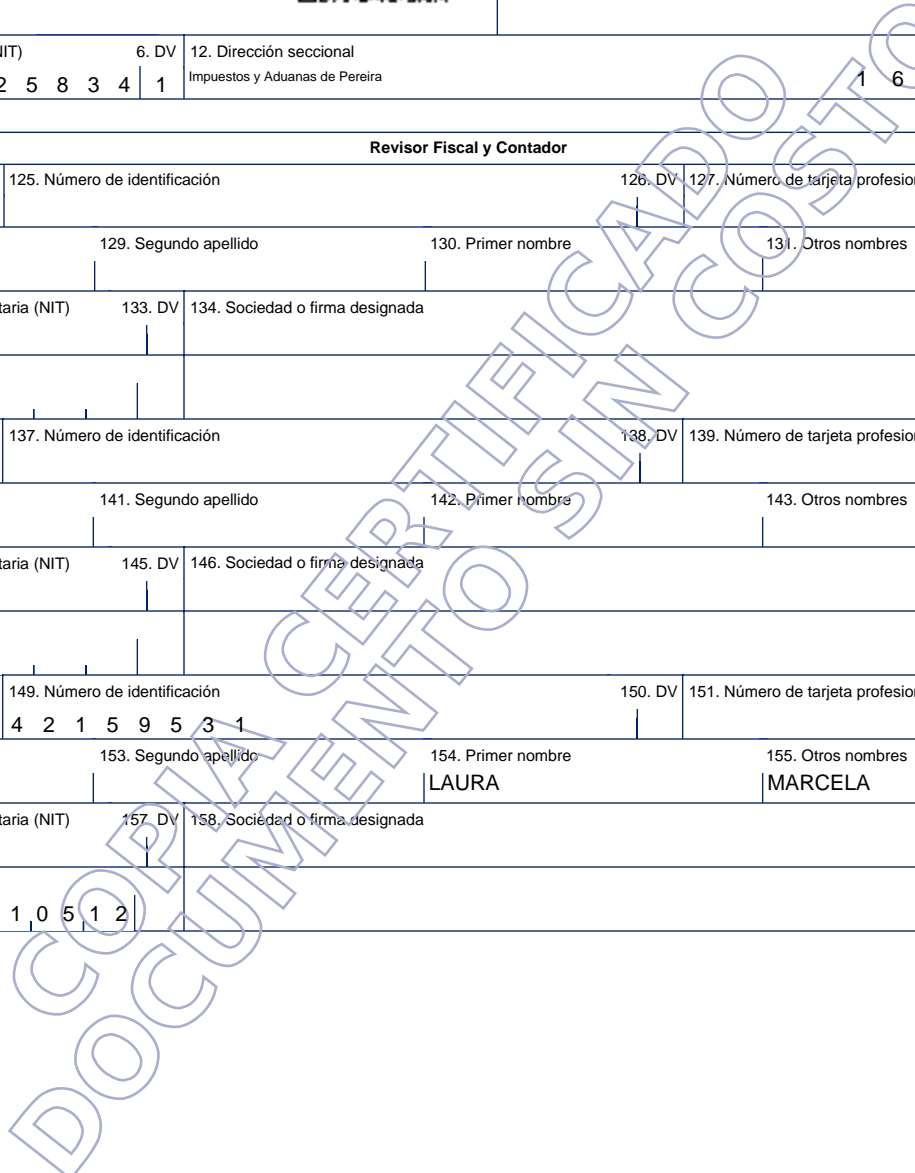 NIT) 6. DV 12. Dirección seccional
2 5 8 3 4 1 Impuestos y Aduanas de Pereira 1 6
Revisor Fiscal y Contador
125. Número de identificación 126. DV 127. Número de tarjeta profesion
129. Segundo apellido 130. Primer nombre 131. Otros nombres
taria (NIT) 133. DV 134. Sociedad o firma designada
137. Número de identificación 138. DV 139. Número de tarjeta profesion
141. Segundo apellido 142. Primer nombre 143. Otros nombres
taria (NIT) 145. DV 146. Sociedad o firma designada
149. Número de identificación 150. DV 151. Número de tarjeta profesion
4 2 1 5 9 5 3 1
153. Segundo apellido 154. Primer nombre 155. Otros nombres
LAURA MARCELA
taria (NIT) 157. DV 158. Sociedad o firma designada
1 0 5 1 2
COPIA CERTIFICADO
DOCUMENTO SIN COSTO